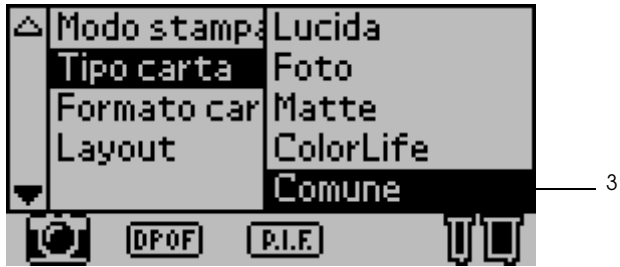 Modo stampa Lucida
Tipo carta Foto
Formato car Matte
Layout ColorLife
Comune
3
DPOF P.I.F.